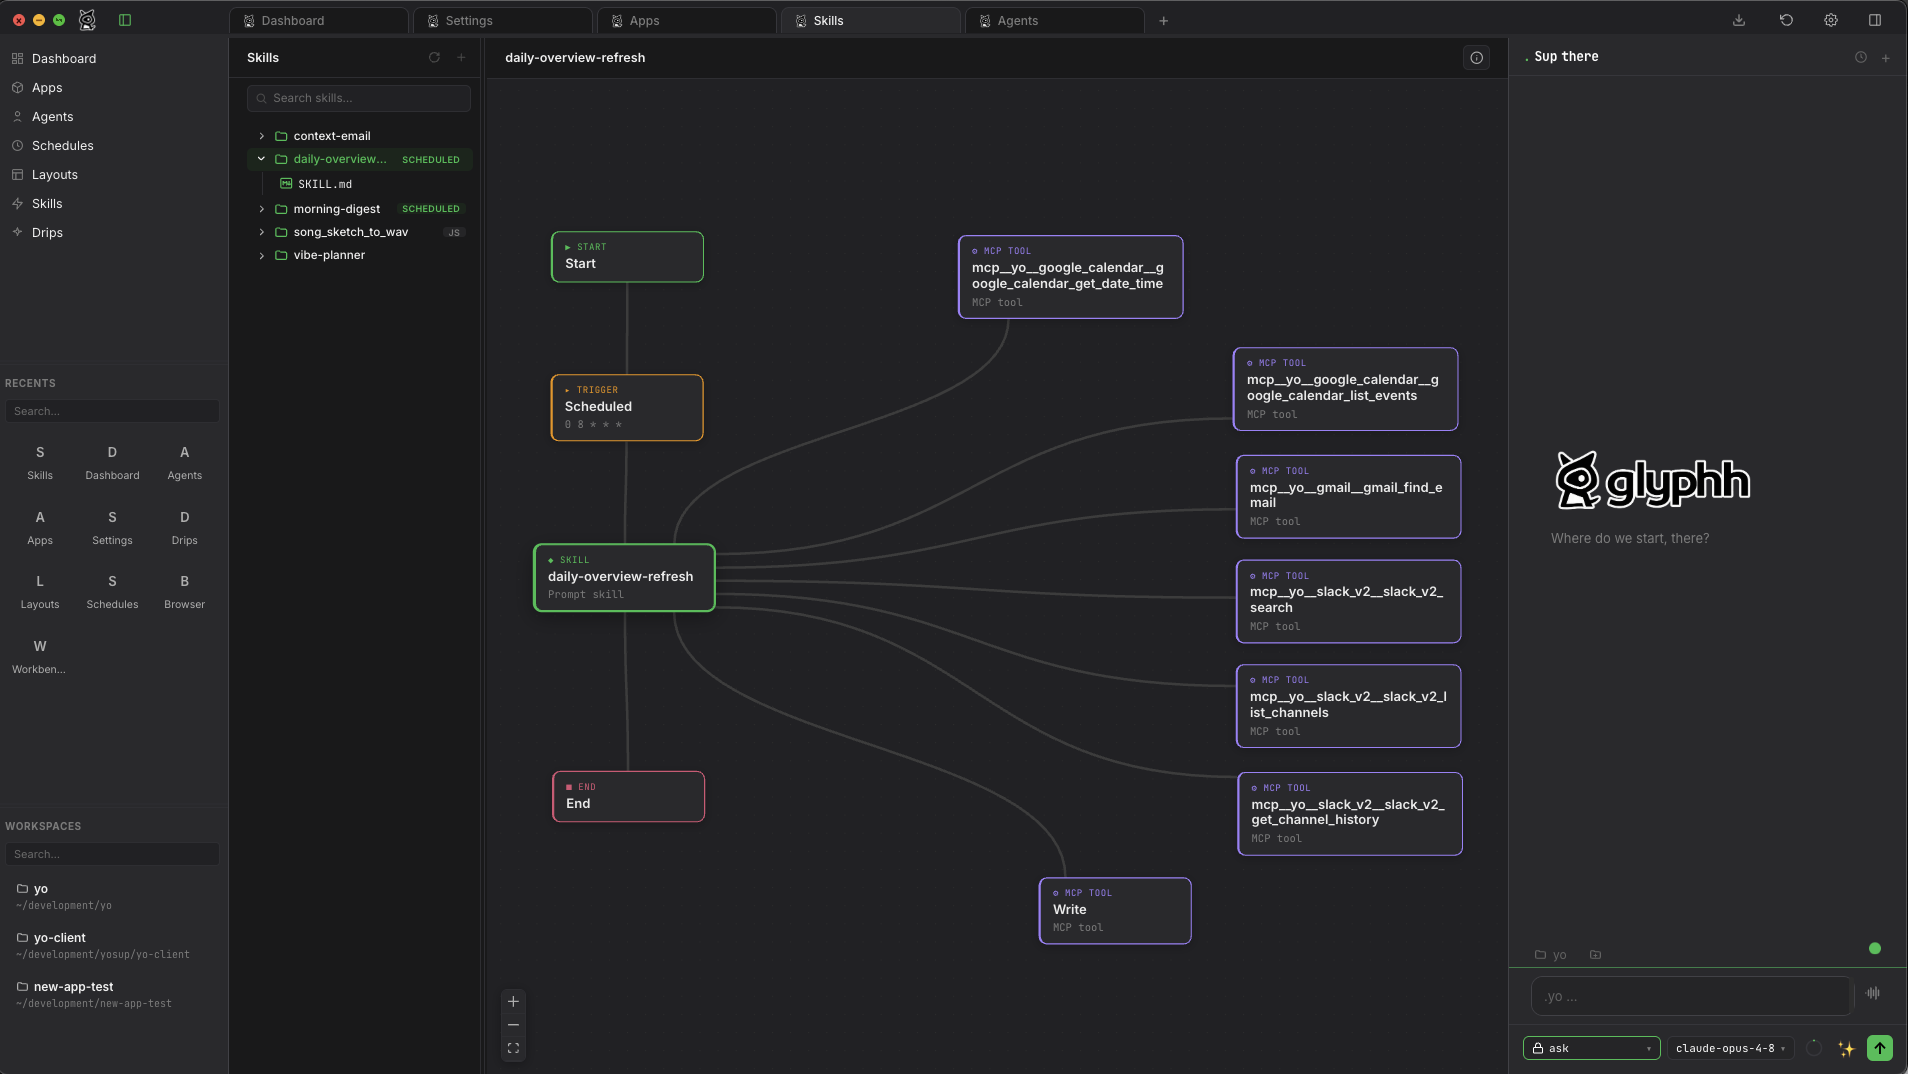 Dashboard
Settings
Apps
Skills
Agents
Dashboard
Apps
Agents
Schedules
Layouts
Skills
Drips
RECENTS
Search...
S
Skills
D
Dashboard
A
Agents
A
Apps
S
Settings
D
Drips
L
Layouts
S
Schedules
B
Browser
W
Workben...
WORKSPACES
Search...
yo
~/development/yo
yo-client
~/development/yosup/yo-client
new-app-test
~/development/new-app-test
Skills
Search skills...
context-email
daily-overview... SCHEDULED
SKILL.md
morning-digest SCHEDULED
song_sketch_to_wav JS
vibe-planner
daily-overview-refresh
START
Start
TRIGGER
Scheduled
0 8 * * *
SKILL
daily-overview-refresh
Prompt skill
END
End
MCP TOOL
mcp__yo__google_calendar__g
oogle_calendar_get_date_time
MCP tool
MCP TOOL
mcp__yo__google_calendar__g
oogle_calendar_list_events
MCP tool
MCP TOOL
mcp__yo__gmail__gmail_find_e
mail
MCP tool
MCP TOOL
mcp__yo__slack_v2__slack_v2_
search
MCP tool
MCP TOOL
mcp__yo__slack_v2__slack_v2_l
ist_channels
MCP tool
MCP TOOL
mcp__yo__slack_v2__slack_v2_
get_channel_history
MCP tool
MCP TOOL
Write
MCP tool
. Sup there
glyphh
Where do we start, there?
yo
.yo ...
ask
claude-opus-4-8